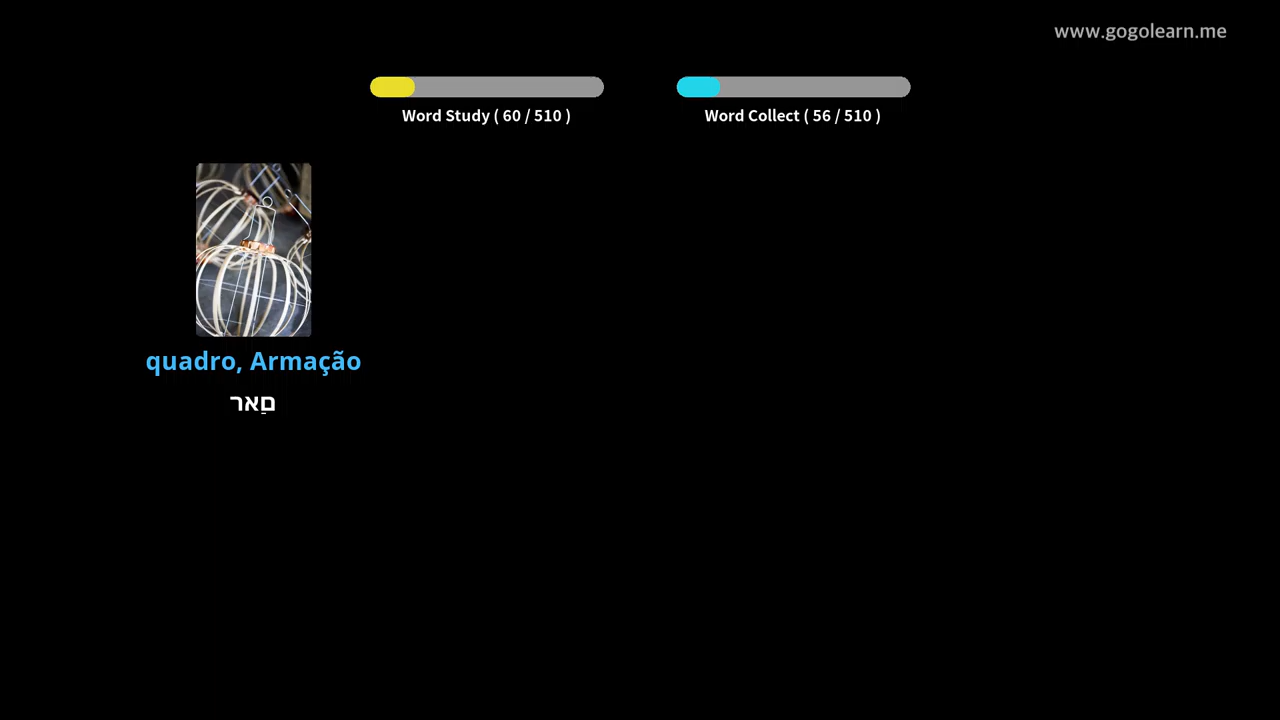 www.gogolearn.me
Word Study ( 60 / 510 )
Word Collect ( 56 / 510 )
quadro, Armação
םַאר